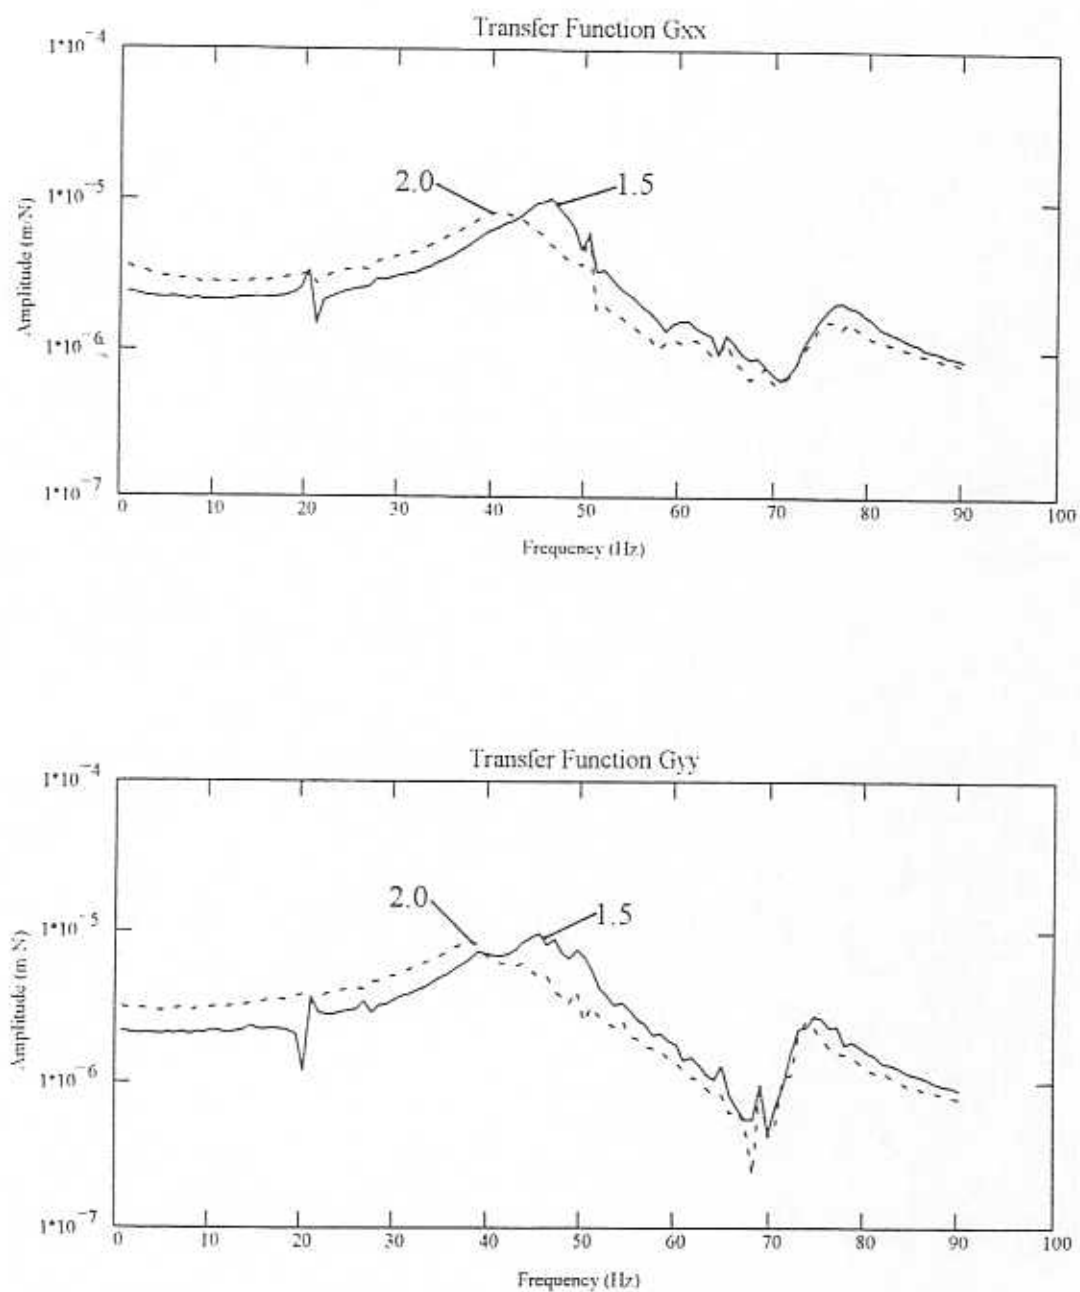 Transfer Function Gxx
1*10⁻⁴
1*10⁻⁵
1*10⁻⁶
1*10⁻⁷
Amplitude (m/N)
2.0
1.5
0 10 20 30 40 50 60 70 80 90 100
Frequency (Hz)
Transfer Function Gyy
1*10⁻⁴
1*10⁻⁵
1*10⁻⁶
1*10⁻⁷
Amplitude (m/N)
2.0
1.5
0 10 20 30 40 50 60 70 80 90 100
Frequency (Hz)